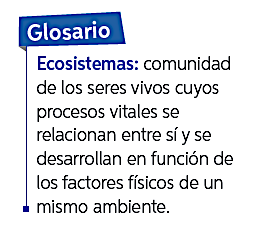 Glosario
Ecosistemas: comunidad
de los seres vivos cuyos
procesos vitales se
relacionan entre sí y se
desarrollan en función de
los factores físicos de un
mismo ambiente.